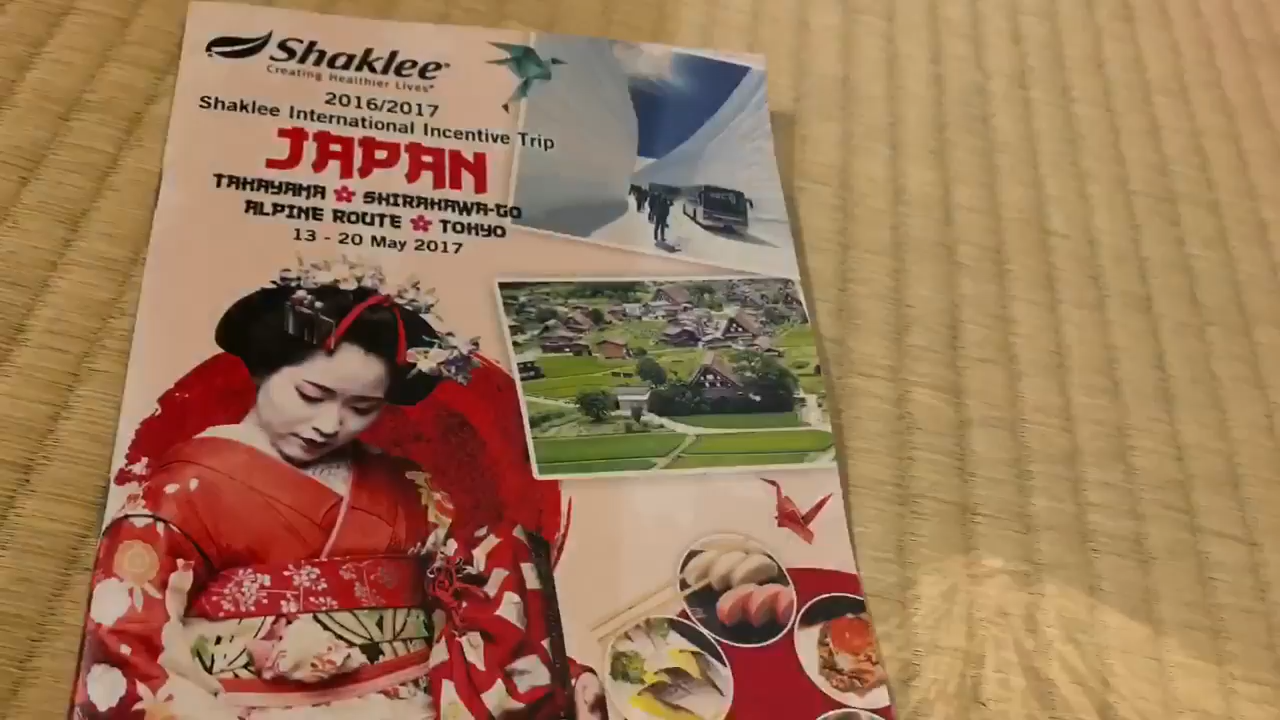 Shaklee®
Creating Healthier Lives®
2016/2017
Shaklee International Incentive Trip
JAPAN
TAKAYAMA SHIRAKAWA-GO
ALPINE ROUTE TOKYO
13 - 20 May 2017